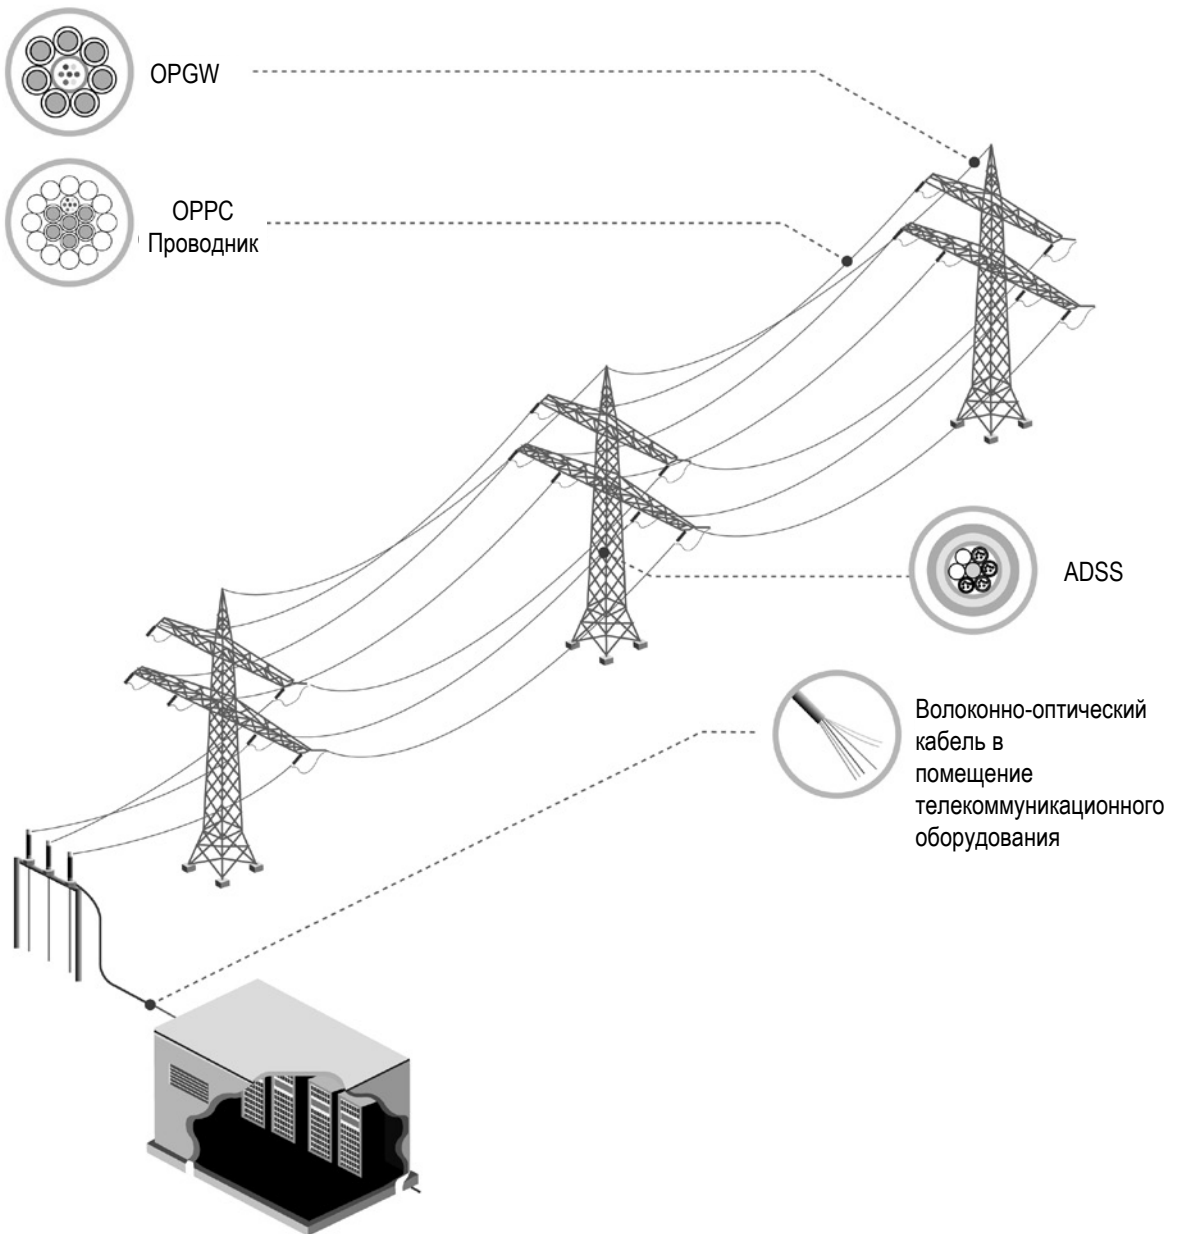 OPGW
OPPC
Проводник
ADSS
Волоконно-оптический
кабель в
помещение
телекоммуникационного
оборудования